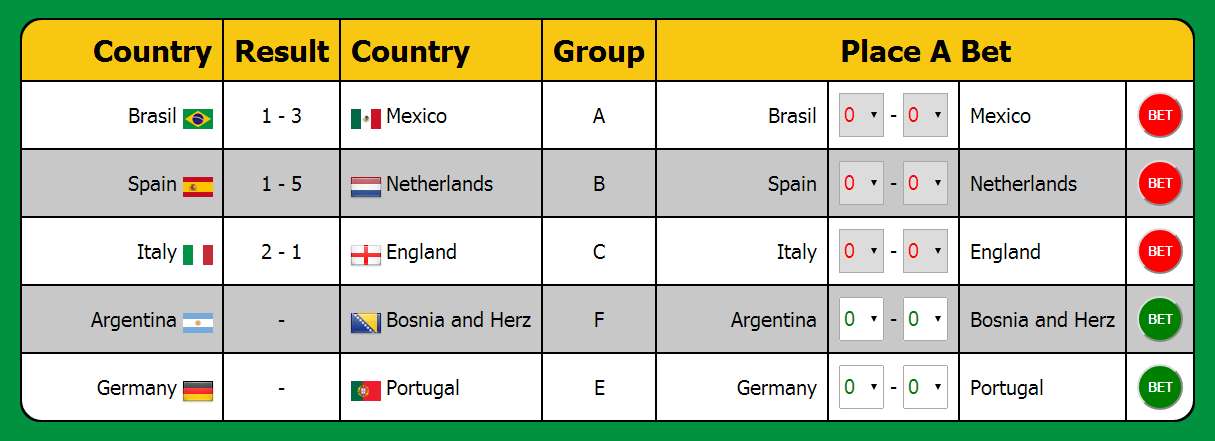 Country Result Country Group Place A Bet
Brasil 1 - 3 Mexico A Brasil 0 - 0 Mexico BET
Spain 1 - 5 Netherlands B Spain 0 - 0 Netherlands BET
Italy 2 - 1 England C Italy 0 - 0 England BET
Argentina - Bosnia and Herz F Argentina 0 - 0 Bosnia and Herz BET
Germany - Portugal E Germany 0 - 0 Portugal BET